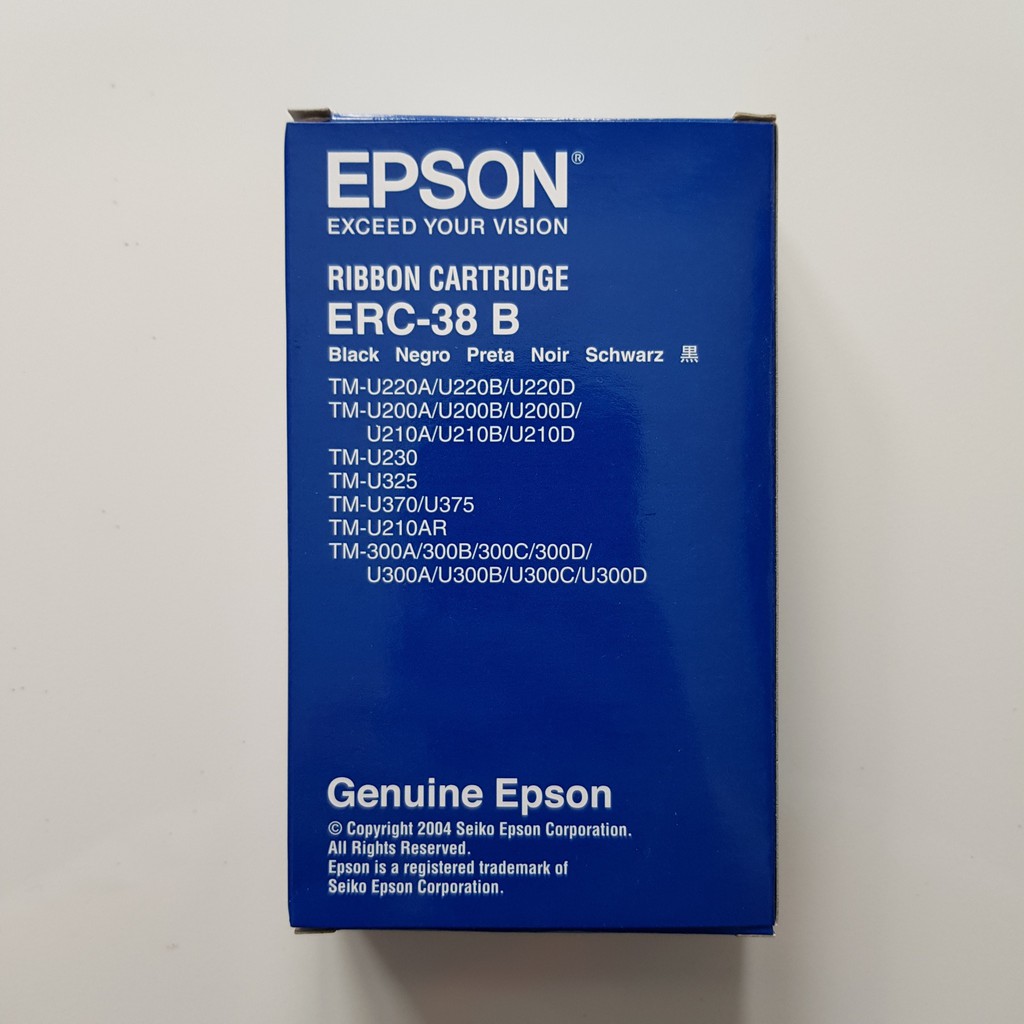 EPSON®
EXCEED YOUR VISION
RIBBON CARTRIDGE
ERC-38 B
Black Negro Preta Noir Schwarz 黒
TM-U220A/U220B/U220D
TM-U200A/U200B/U200D/
U210A/U210B/U210D
TM-U230
TM-U325
TM-U370/U375
TM-U210AR
TM-300A/300B/300C/300D/
U300A/U300B/U300C/U300D
Genuine Epson
© Copyright 2004 Seiko Epson Corporation.
All Rights Reserved.
Epson is a registered trademark of
Seiko Epson Corporation.